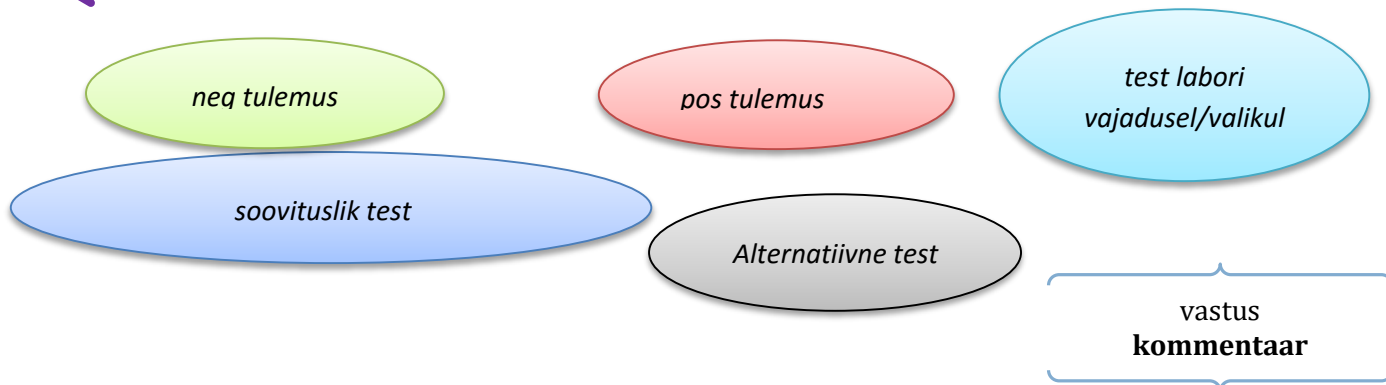 neg tulemus
pos tulemus
test labori
vajadusel/valikul
soovituslik test
Alternatiivne test
vastus
kommentaar